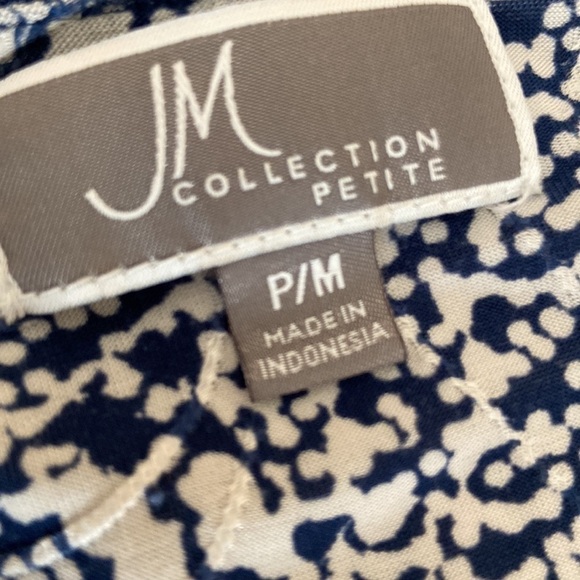 JM
COLLECTION
PETITE
P/M
MADE IN
INDONESIA